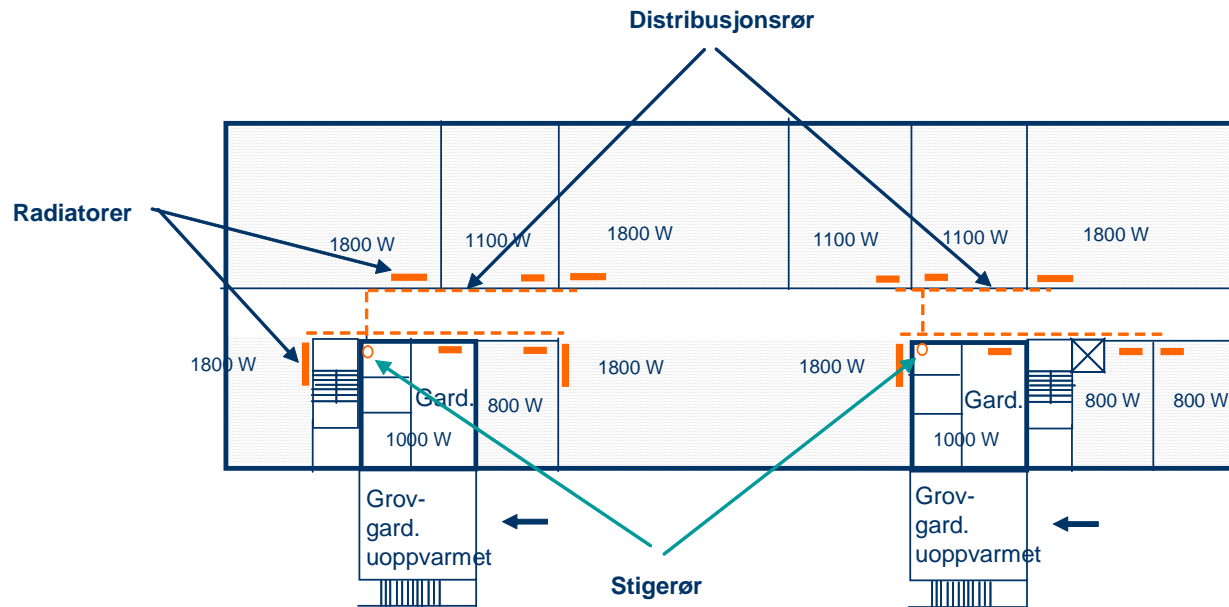 Distribusjonsrør
Radiatorer
1800 W
1100 W
1800 W
1100 W
1100 W
1800 W
1800 W
1800 W
1800 W
Gard.
800 W
1000 W
Gard.
800 W
800 W
1000 W
Grov-
gard.
uoppvarmet
Grov-
gard.
uoppvarmet
Stigerør